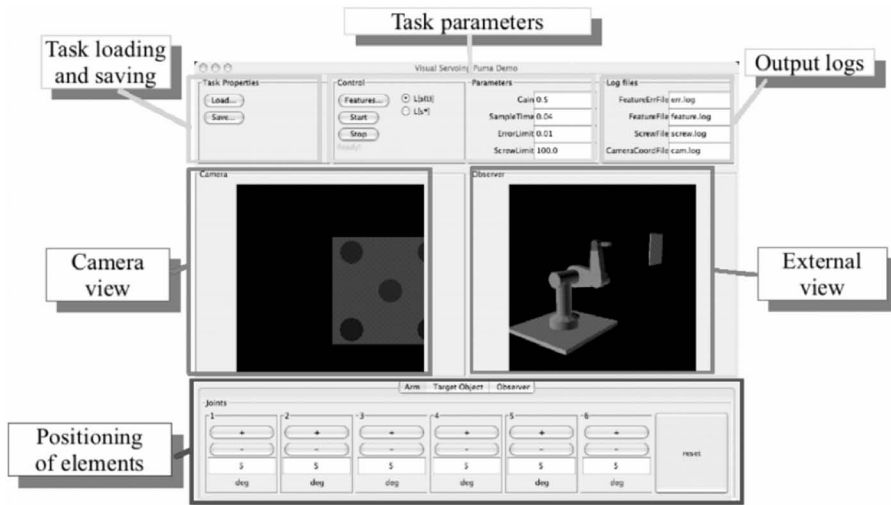 Task parameters
Task loading
and saving
Output logs
Visual Servoing Puma Demo
Task Properties
Load...
Save...
Control
Features...
Start
Stop
Ready!
L[s(t)]
L[s*]
Parameters
Gain 0.5
SampleTime 0.04
ErrorLimit 0.01
ScrewLimit 100.0
Log files
FeatureErrFile err.log
FeatureFile feature.log
ScrewFile screw.log
CameraCoordFile cam.log
Camera
Observer
Camera
view
External
view
Arm Target Object Observer
Joints
1 2 3 4 5 6
+ + + + + +
- - - - - -
5 5 5 5 5 5
deg deg deg deg deg deg
reset
Positioning
of elements